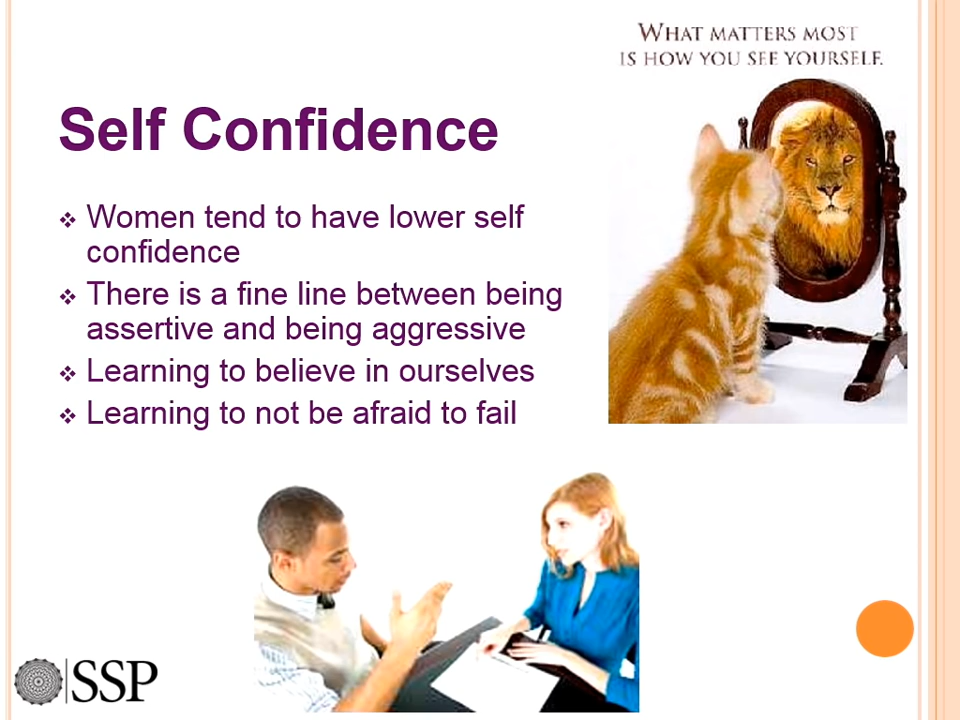 WHAT MATTERS MOST
IS HOW YOU SEE YOURSELF.
Self Confidence
❖ Women tend to have lower self
confidence
❖ There is a fine line between being
assertive and being aggressive
❖ Learning to believe in ourselves
❖ Learning to not be afraid to fail
SSP